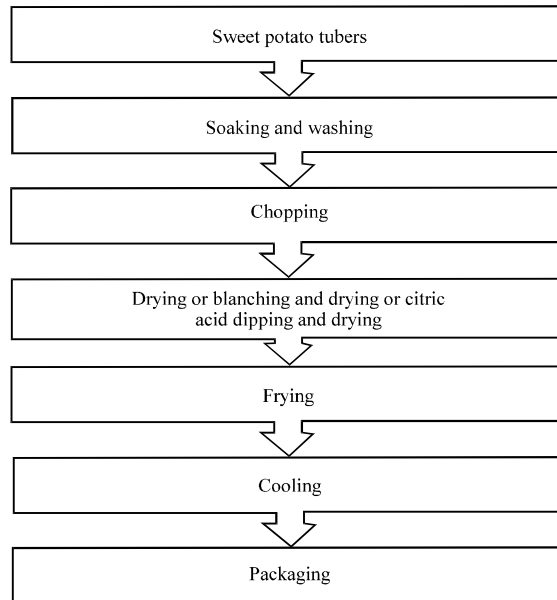 Sweet potato tubers
Soaking and washing
Chopping
Drying or blanching and drying or citric
acid dipping and drying
Frying
Cooling
Packaging